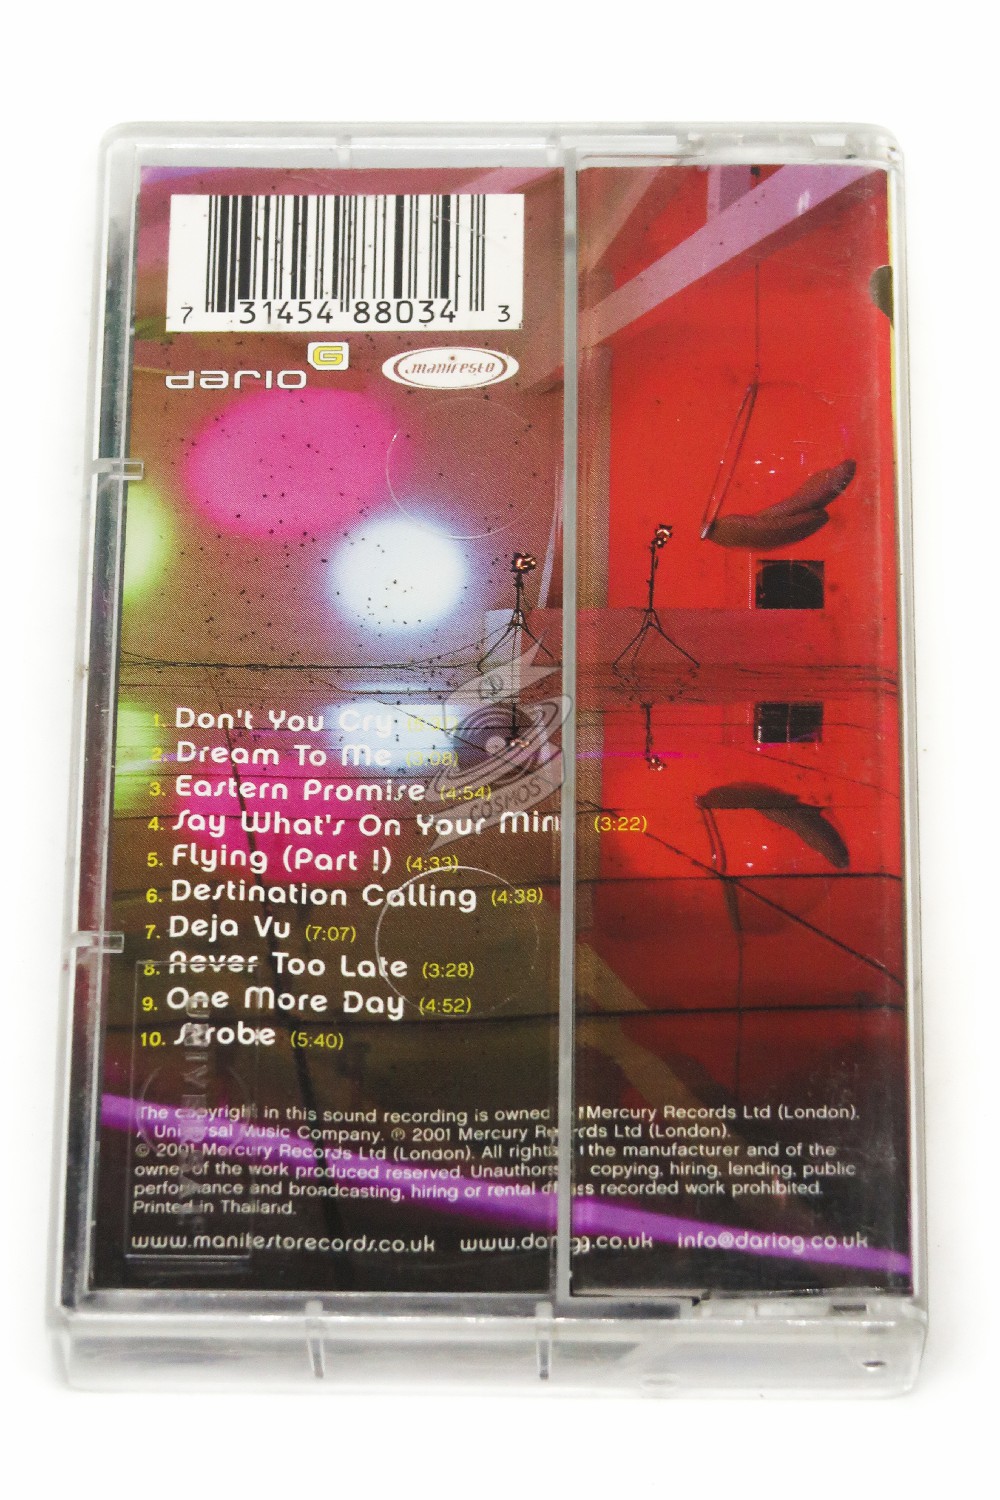 7 31454 88034 3
dario G
manifesto
1. Don't You Cry
2. Dream To Me (3:08)
3. Eastern Promise (4:54)
4. Say What's On Your Min (3:22)
5. Flying (Part !) (4:33)
6. Destination Calling (4:38)
7. Deja Vu (7:07)
8. Never Too Late (3:28)
9. One More Day (4:52)
10. Strobe (5:40)
COSMOS
UNIVERSAL
The copyright in this sound recording is owned Mercury Records Ltd (London).
A Universal Music Company. ℗ 2001 Mercury Records Ltd (London).
© 2001 Mercury Records Ltd (London). All rights the manufacturer and of the
owner of the work produced reserved. copying, hiring, lending, public
performance and broadcasting, hiring or rental recorded work prohibited.
Printed in Thailand.
www.manifestorecords.co.uk www.dariog.co.uk info@dariog.co.uk